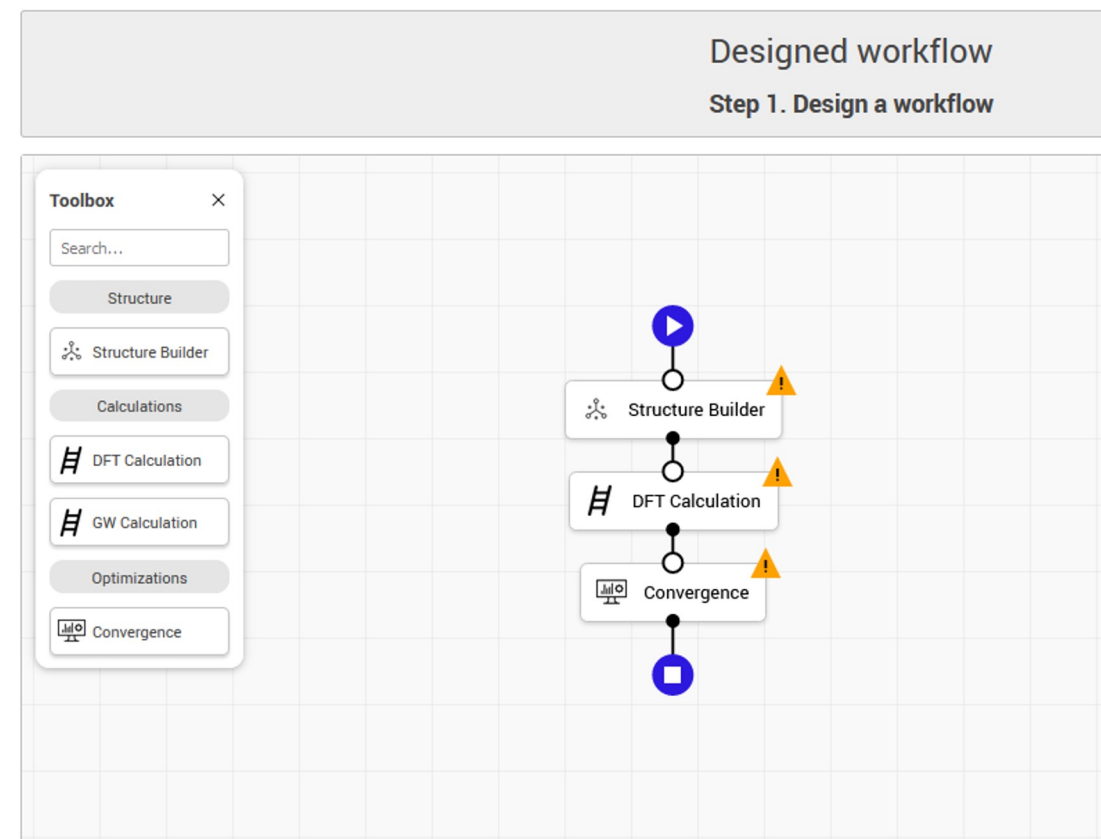 Designed workflow
Step 1. Design a workflow
Toolbox
Search...
Structure
Structure Builder
Calculations
DFT Calculation
GW Calculation
Optimizations
Convergence
Structure Builder
DFT Calculation
Convergence